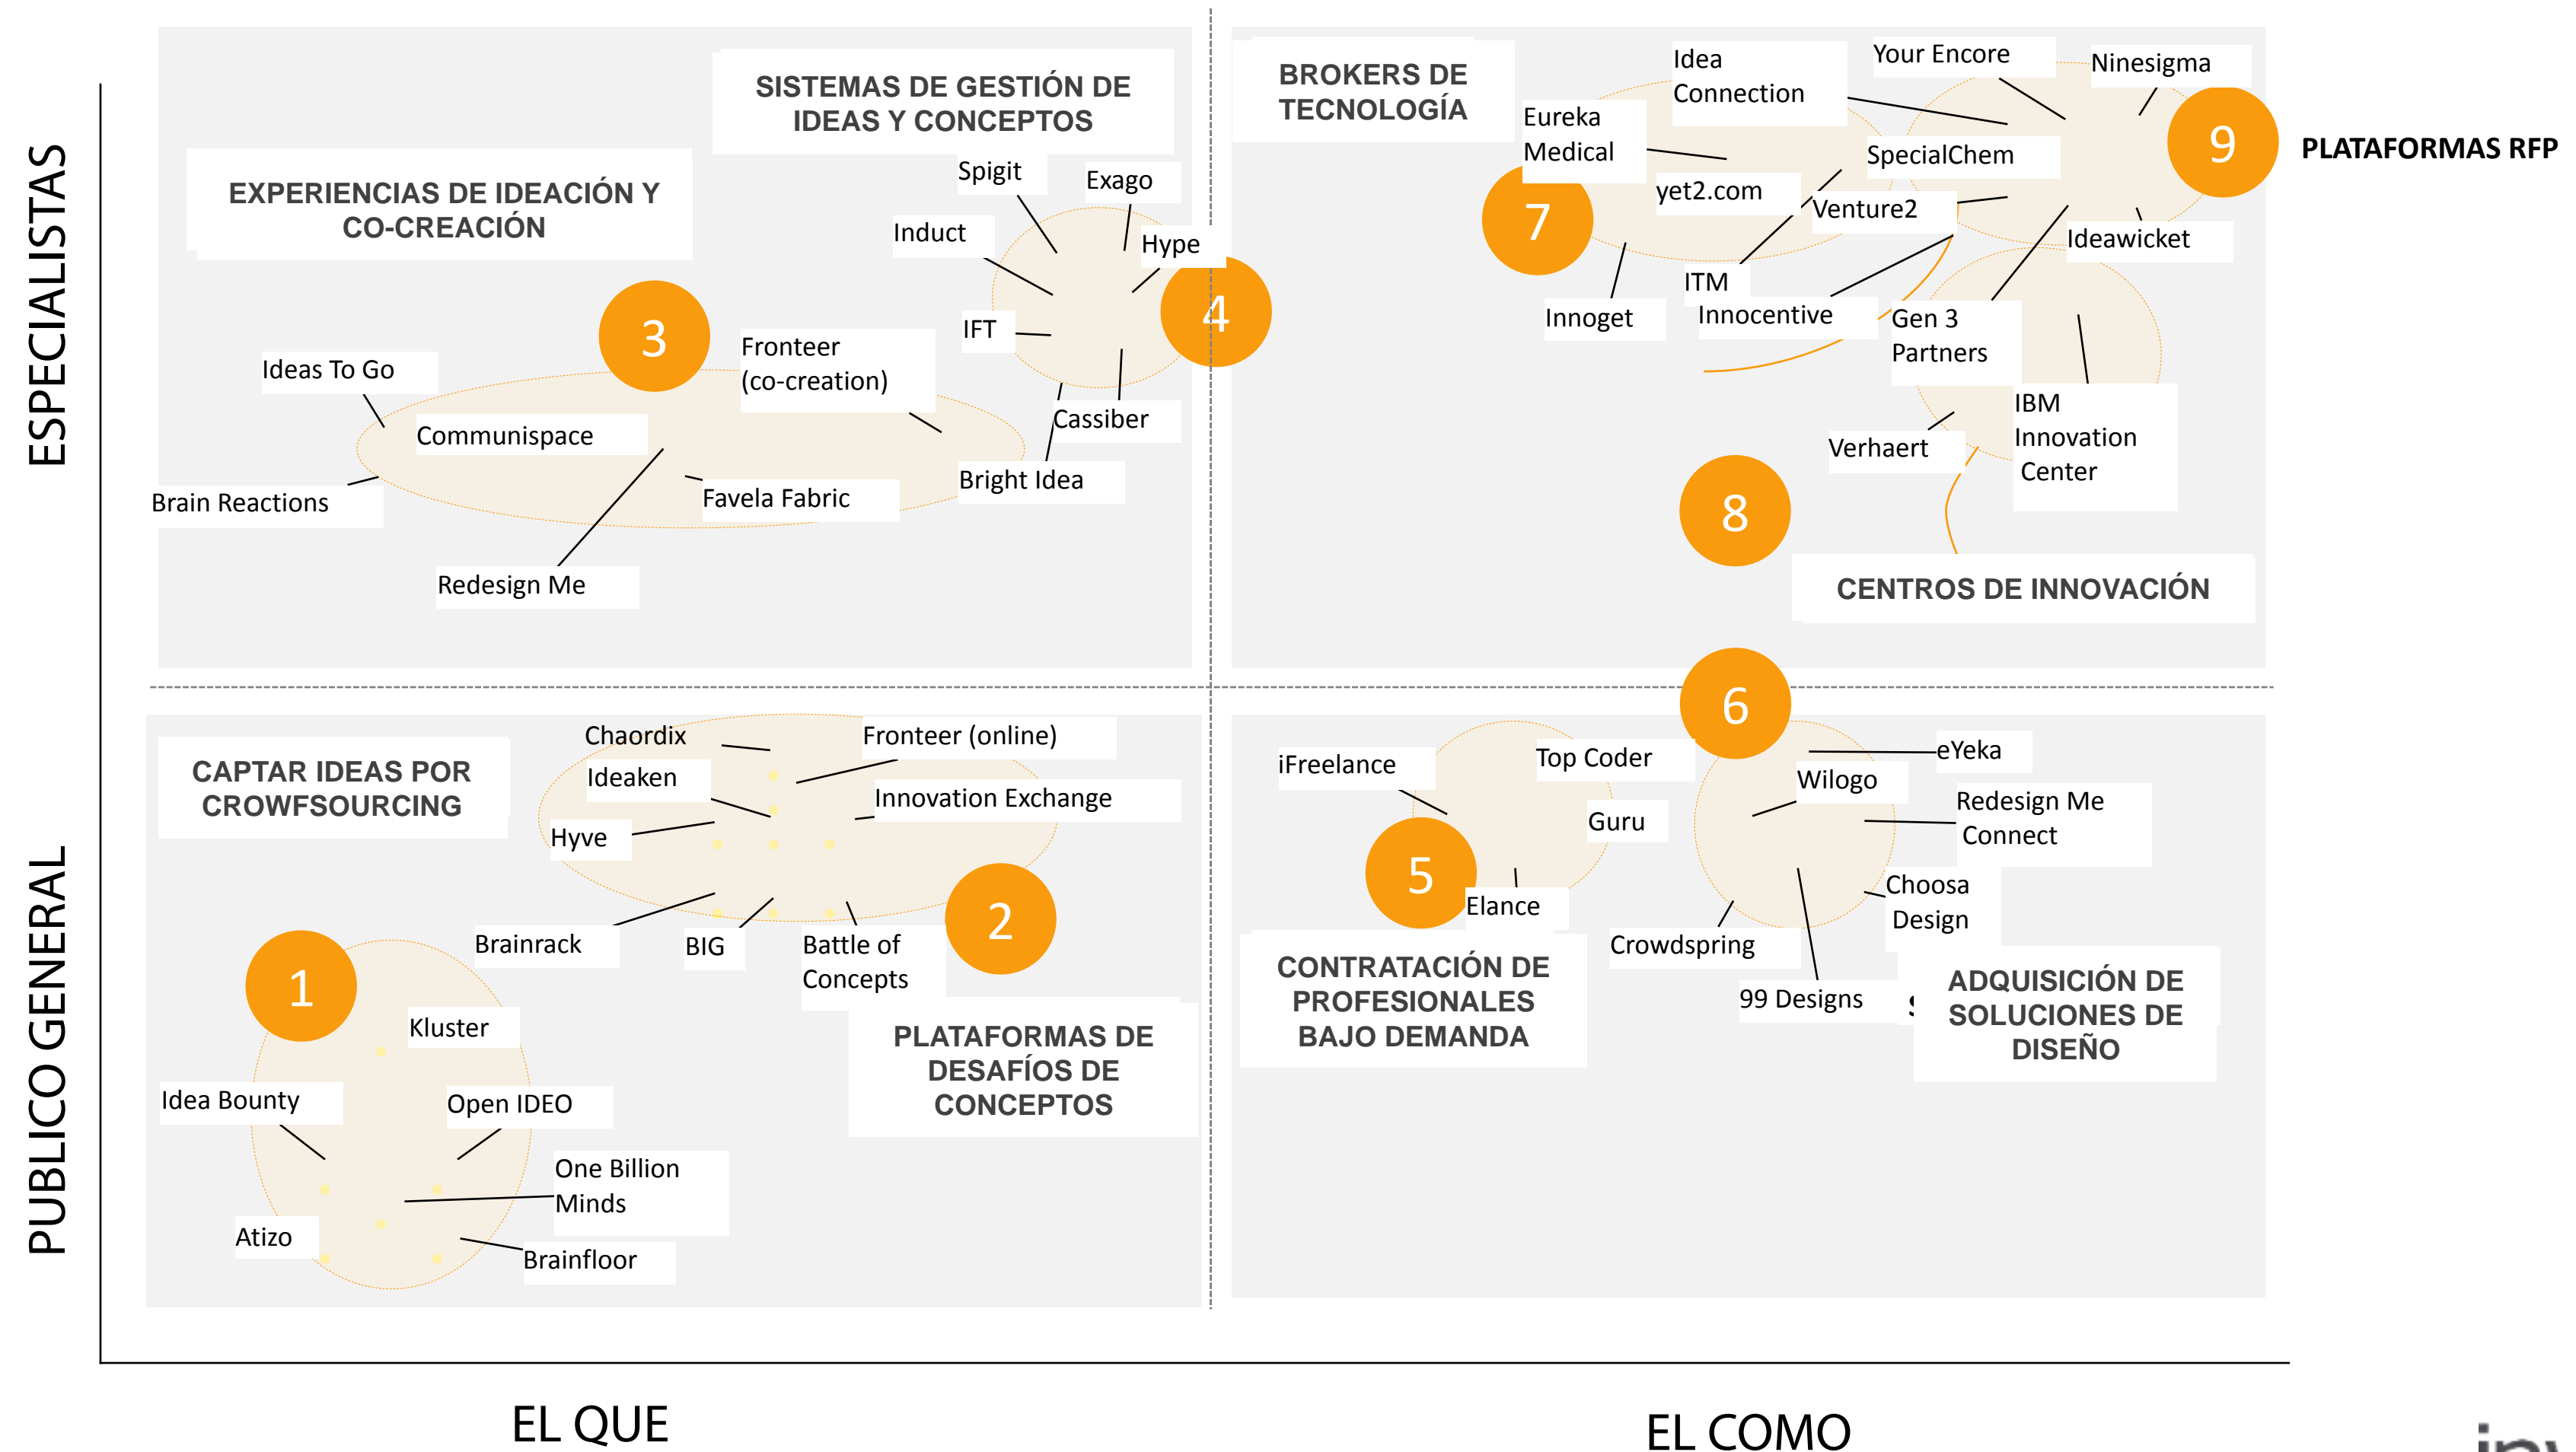 ESPECIALISTAS
PUBLICO GENERAL
SISTEMAS DE GESTIÓN DE
IDEAS Y CONCEPTOS
EXPERIENCIAS DE IDEACIÓN Y
CO-CREACIÓN
Spigit
Exago
Induct
Hype
4
IFT
3
Fronteer
(co-creation)
Ideas To Go
Communispace
Cassiber
Bright Idea
Brain Reactions
Favela Fabric
Redesign Me
BROKERS DE
TECNOLOGÍA
Idea
Connection
Your Encore
Ninesigma
9
PLATAFORMAS RFP
Eureka
Medical
SpecialChem
yet2.com
7
Venture2
Ideawicket
ITM
Innoget
Innocentive
Gen 3
Partners
IBM
Innovation
Center
Verhaert
8
CENTROS DE INNOVACIÓN
CAPTAR IDEAS POR
CROWFSOURCING
Chaordix
Fronteer (online)
Ideaken
Innovation Exchange
Hyve
2
Brainrack
BIG
Battle of
Concepts
PLATAFORMAS DE
DESAFÍOS DE
CONCEPTOS
1
Kluster
Idea Bounty
Open IDEO
One Billion
Minds
Atizo
Brainfloor
6
iFreelance
Top Coder
eYeka
Wilogo
Guru
Redesign Me
Connect
5
Elance
Choosa
Design
Crowdspring
99 Designs
CONTRATACIÓN DE
PROFESIONALES
BAJO DEMANDA
ADQUISICIÓN DE
SOLUCIONES DE
DISEÑO
EL QUE
EL COMO